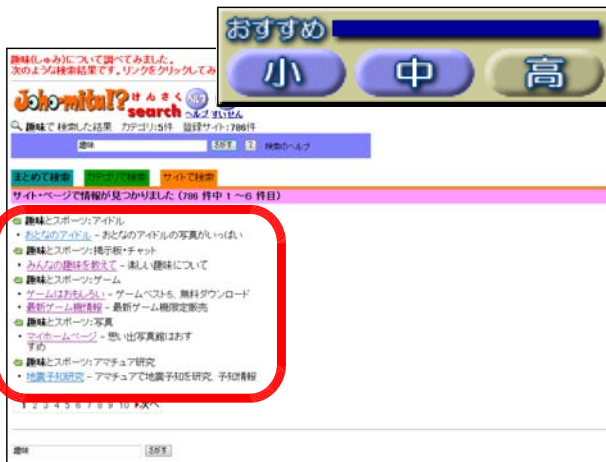 おすすめ
小 中 高
趣味(しゅみ)について調べてみました。
次のような検索結果です。リンクをクリックしてみ
Joho-mitul? けんさく search ヘルプ すいせん
趣味で検索した結果 カテゴリ:5件 登録サイト:786件
趣味 さがす ? 検索のヘルプ
まとめて検索 カテゴリで検索 サイトで検索
サイト・ページで情報が見つかりました (786 件中 1 ～6 件目)
趣味とスポーツ:アイドル
・おとなのアイドル - おとなのアイドルの写真がいっぱい
趣味とスポーツ:掲示板・チャット
・みんなの趣味を教えて - 楽しい趣味について
趣味とスポーツ:ゲーム
・ゲームはおもしろい - ゲームベスト5、無料ダウンロード
・最新ゲーム機情報 - 最新ゲーム機限定販売
趣味とスポーツ:写真
・マイホームページ - 思い出写真館はおす
すめ
趣味とスポーツ:アマチュア研究
・地震予知研究 - アマチュアで地震予知を研究、予知情報
1 2 3 4 5 6 7 8 9 10 次へ
趣味 さがす